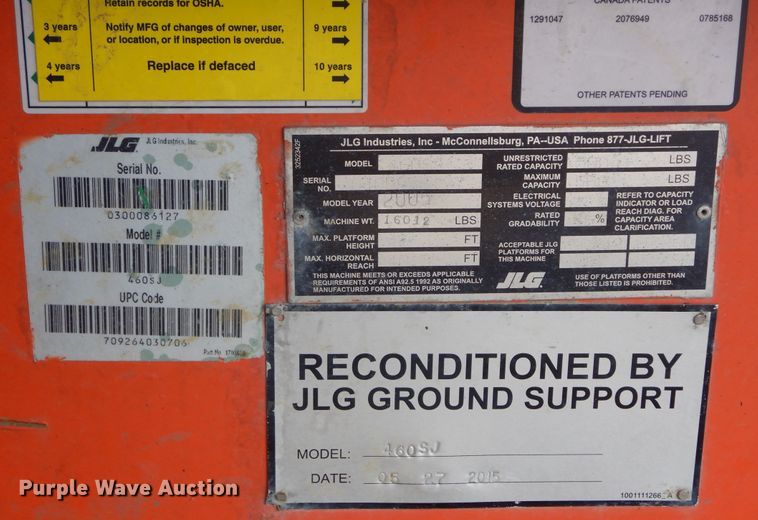 Retain records for OSHA.
3 years
Notify MFG of changes of owner, user,
or location, or if inspection is overdue.
9 years
4 years
Replace if defaced
10 years
CANADA PATENTS
1291047 2076949 0785168
OTHER PATENTS PENDING
JLG JLG Industries, Inc.
Serial No.
0300086127
Model #
460SJ
UPC Code
709264030706
Part No.
3252342F
JLG Industries, Inc - McConnellsburg, PA--USA Phone 877-JLG-LIFT
MODEL
SERIAL
NO.
MODEL YEAR
MACHINE WT. 16012 LBS
MAX. PLATFORM
HEIGHT FT
MAX. HORIZONTAL
REACH FT
THIS MACHINE MEETS OR EXCEEDS APPLICABLE
REQUIREMENTS OF ANSI A92.5 1992 AS ORIGINALLY
MANUFACTURED FOR INTENDED PURPOSES.
UNRESTRICTED
RATED CAPACITY LBS
MAXIMUM
CAPACITY LBS
ELECTRICAL
SYSTEMS VOLTAGE
RATED
GRADABILITY %
REFER TO CAPACITY
INDICATOR OR LOAD
REACH DIAG. FOR
CAPACITY AREA
CLARIFICATION.
ACCEPTABLE JLG
PLATFORMS FOR
THIS MACHINE
JLG
USE OF PLATFORMS OTHER THAN
THOSE LISTED IS PROHIBITED.
RECONDITIONED BY
JLG GROUND SUPPORT
MODEL: 460SJ
DATE: 05 27 2015
1001111266 A
Purple Wave Auction